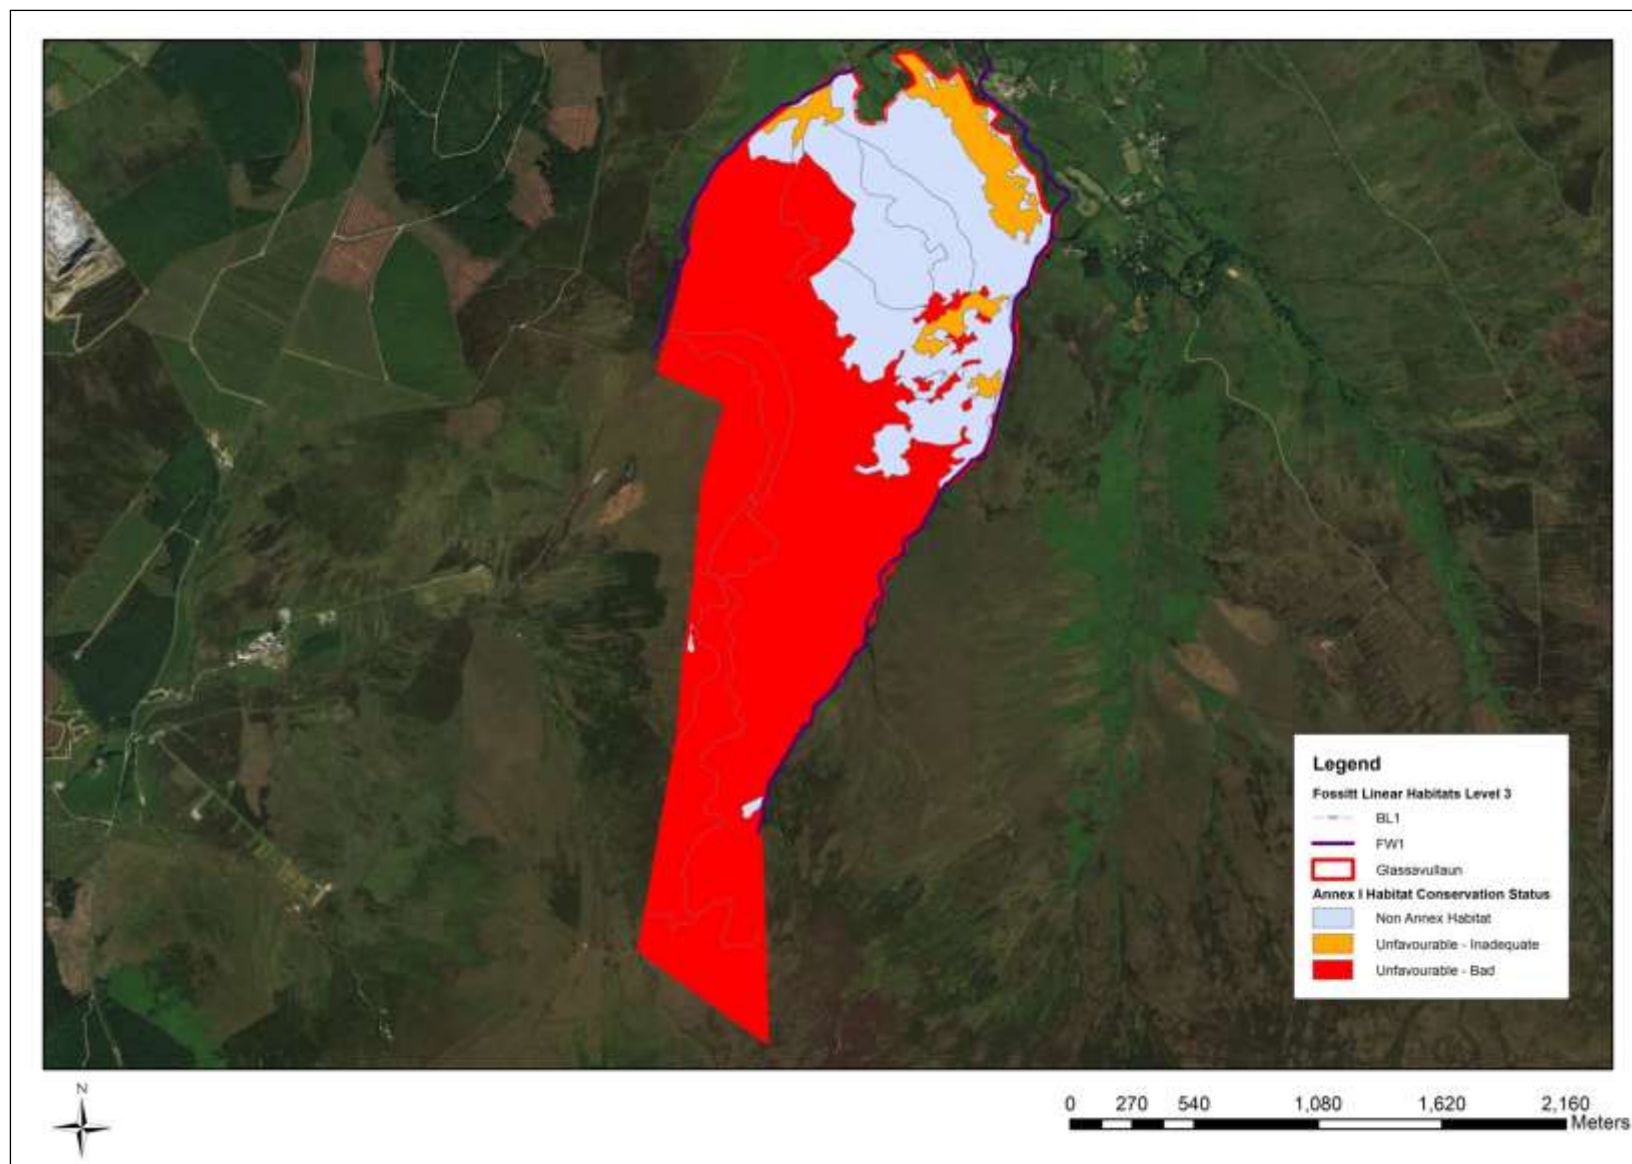 Legend
Fossitt Linear Habitats Level 3
BL1
FW1
Glassavullaun
Annex I Habitat Conservation Status
Non Annex Habitat
Unfavourable - Inadequate
Unfavourable - Bad
N
0 270 540 1,080 1,620 2,160
Meters